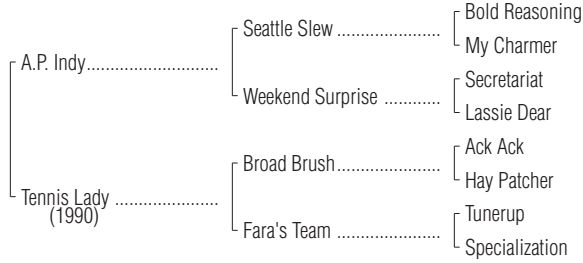 Bold Reasoning
Seattle Slew ....................
My Charmer
A.P. Indy.........................
Secretariat
Weekend Surprise ...........
Lassie Dear
Ack Ack
Broad Brush....................
Hay Patcher
Tennis Lady ....................
(1990)
Tunerup
Fara's Team ....................
Specialization